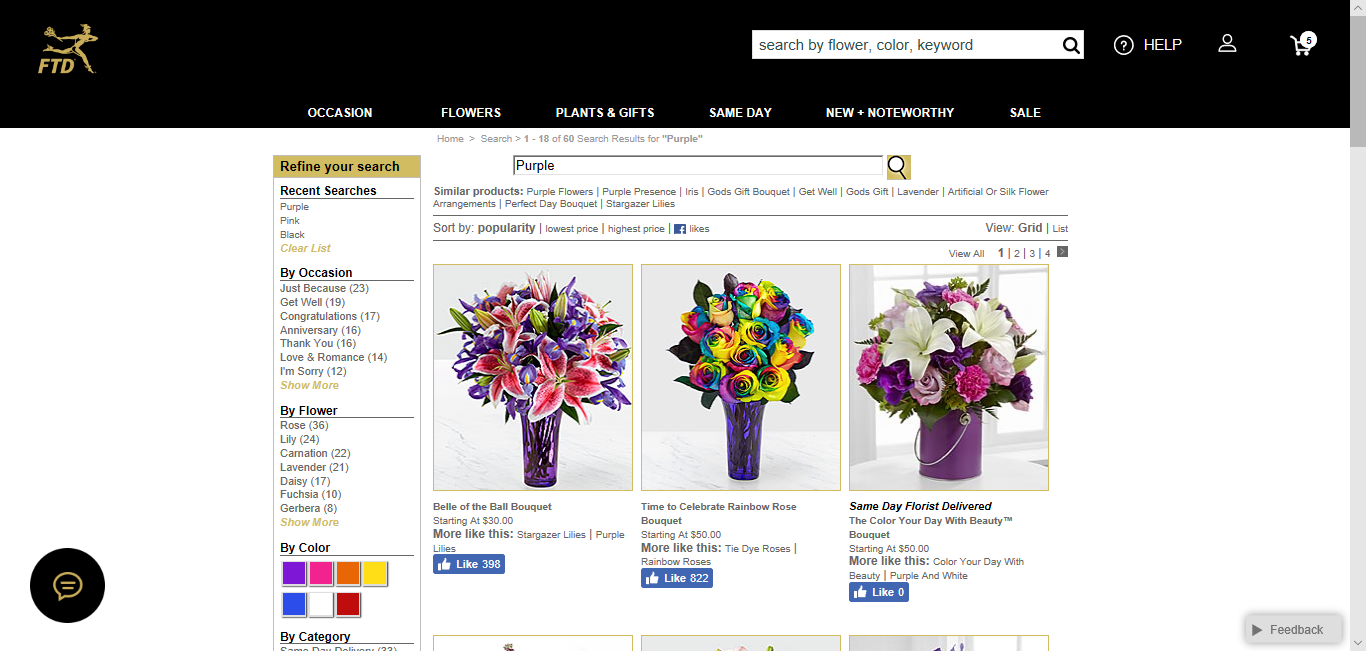 FTD
search by flower, color, keyword
HELP
5
OCCASION
FLOWERS
PLANTS & GIFTS
SAME DAY
NEW + NOTEWORTHY
SALE
Home > Search > 1 - 18 of 60 Search Results for "Purple"
Refine your search
Recent Searches
Purple
Pink
Black
Clear List
By Occasion
Just Because (23)
Get Well (19)
Congratulations (17)
Anniversary (16)
Thank You (16)
Love & Romance (14)
I'm Sorry (12)
Show More
By Flower
Rose (36)
Lily (24)
Carnation (22)
Lavender (21)
Daisy (17)
Fuchsia (10)
Gerbera (8)
Show More
By Color
By Category
Same Day Delivery (33)
Purple
Similar products: Purple Flowers | Purple Presence | Iris | Gods Gift Bouquet | Get Well | Gods Gift | Lavender | Artificial Or Silk Flower
Arrangements | Perfect Day Bouquet | Stargazer Lilies
Sort by: popularity | lowest price | highest price | f likes
View: Grid | List
View All 1 | 2 | 3 | 4 >
Belle of the Ball Bouquet
Starting At $30.00
More like this: Stargazer Lilies | Purple
Lilies
Like 398
Time to Celebrate Rainbow Rose
Bouquet
Starting At $50.00
More like this: Tie Dye Roses |
Rainbow Roses
Like 822
Same Day Florist Delivered
The Color Your Day With Beauty™
Bouquet
Starting At $50.00
More like this: Color Your Day With
Beauty | Purple And White
Like 0
Feedback